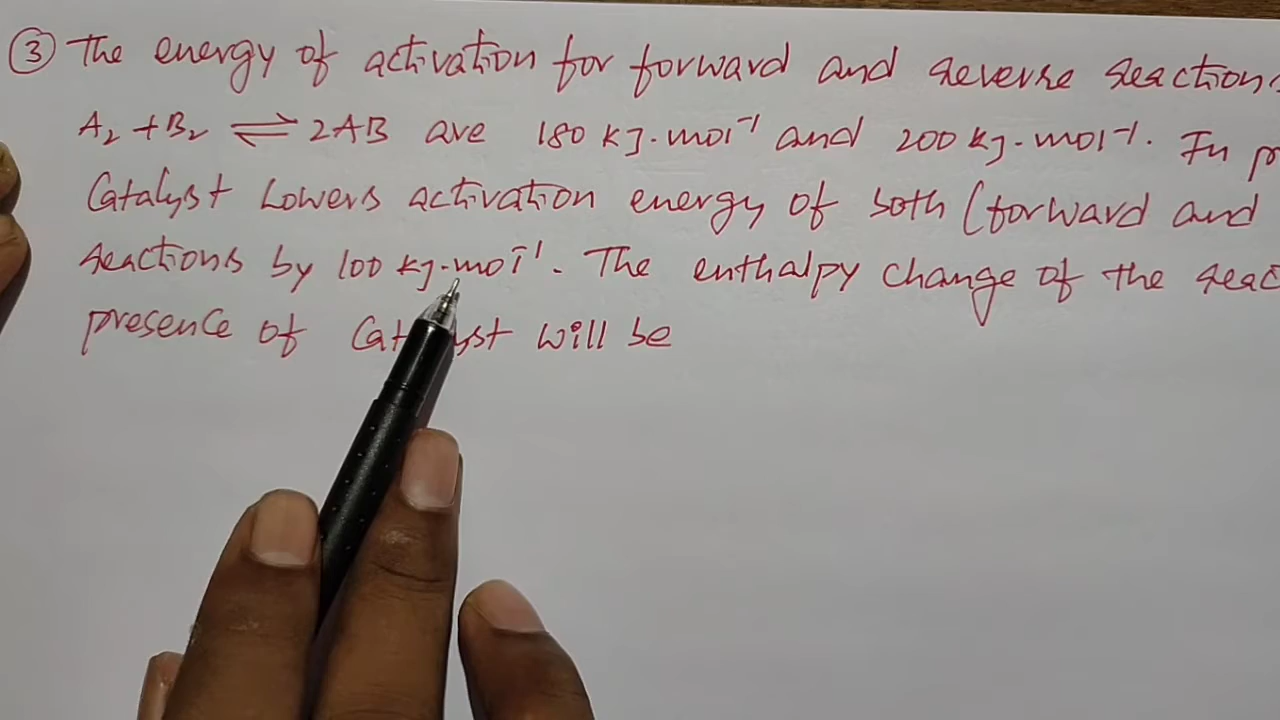 ③ The energy of activation for forward and reverse reactions
A₂ + B₂ ⇌ 2AB are 180 kJ.mol⁻¹ and 200 kJ.mol⁻¹. In
Catalyst Lowers activation energy of both (forward and
reactions by 100 kJ.mol⁻¹. The enthalpy change of the
presence of Catalyst will be